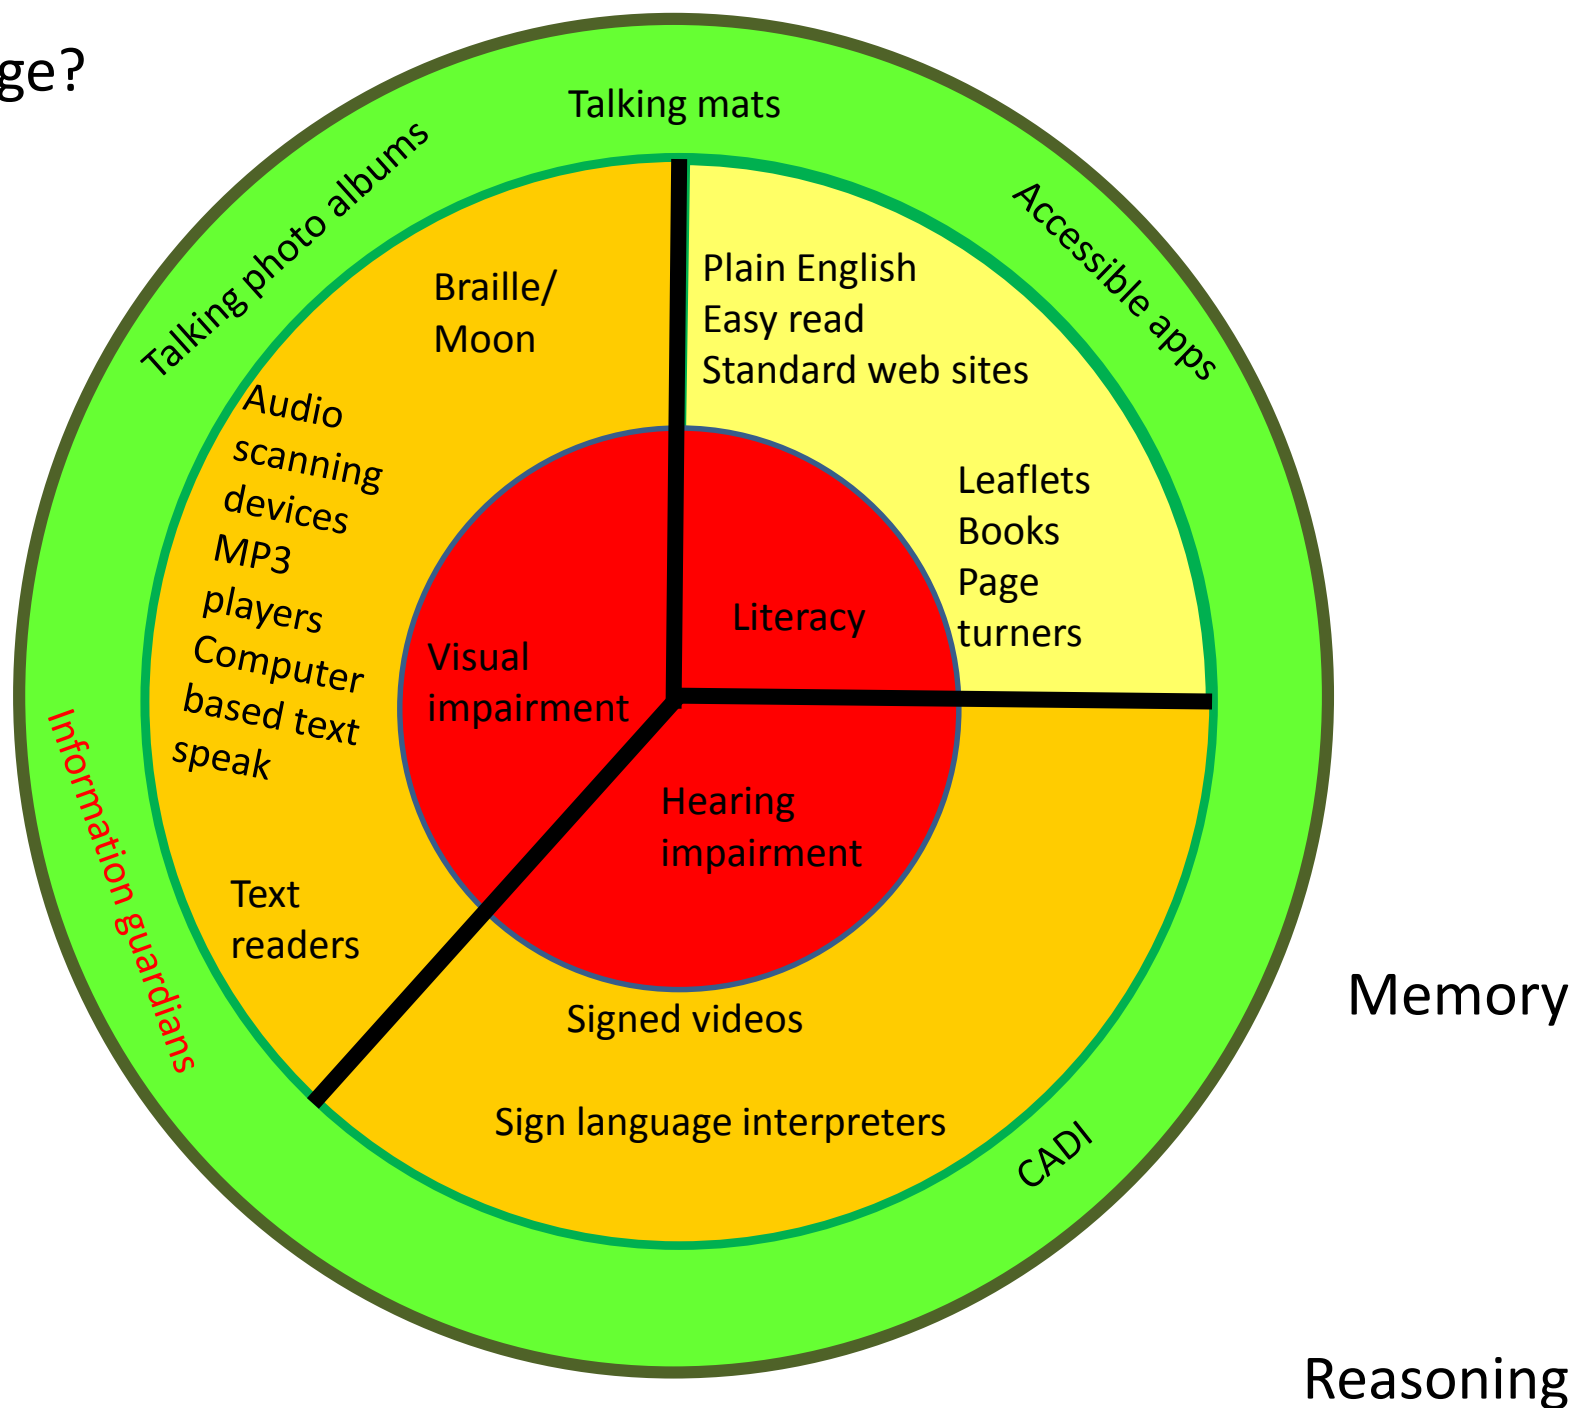 ge?
Talking mats
Talking photo albums
Accessible apps
Braille/
Moon
Plain English
Easy read
Standard web sites
Audio
scanning
devices
MP3
players
Computer
based text
speak
Leaflets
Books
Page
turners
Literacy
Visual
impairment
Hearing
impairment
Information guardians
Text
readers
Signed videos
Sign language interpreters
CADI
Memory
Reasoning